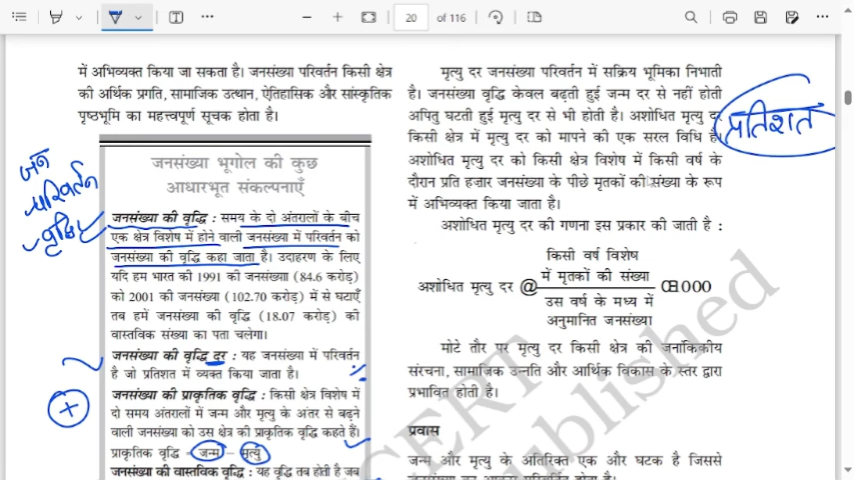 20 of 116
में अभिव्यक्त किया जा सकता है। जनसंख्या परिवर्तन किसी क्षेत्र
की आर्थिक प्रगति, सामाजिक उत्थान, ऐतिहासिक और सांस्कृतिक
पृष्ठभूमि का महत्त्वपूर्ण सूचक होता है।
जन
परिवर्तन
वृद्धि
जनसंख्या भूगोल की कुछ
आधारभूत संकल्पनाएँ
जनसंख्या की वृद्धि : समय के दो अंतरालों के बीच
एक क्षेत्र विशेष में होने वाली जनसंख्या में परिवर्तन को
जनसंख्या की वृद्धि कहा जाता है। उदाहरण के लिए
यदि हम भारत की 1991 की जनसंख्या (84.6 करोड़)
को 2001 की जनसंख्या (102.70 करोड़) में से घटाएँ
तब हमें जनसंख्या की वृद्धि (18.07 करोड़) की
वास्तविक संख्या का पता चलेगा।
जनसंख्या की वृद्धि दर : यह जनसंख्या में परिवर्तन
है जो प्रतिशत में व्यक्त किया जाता है।
%
+
जनसंख्या की प्राकृतिक वृद्धि : किसी क्षेत्र विशेष में
दो समय अंतरालों में जन्म और मृत्यु के अंतर से बढ़ने
वाली जनसंख्या को उस क्षेत्र की प्राकृतिक वृद्धि कहते हैं।
प्राकृतिक वृद्धि - जन्म – मृत्यु
जनसंख्या की वास्तविक वृद्धि : यह वृद्धि तब होती है जब
मृत्यु दर जनसंख्या परिवर्तन में सक्रिय भूमिका निभाती
है। जनसंख्या वृद्धि केवल बढ़ती हुई जन्म दर से नहीं होती
अपितु घटती हुई मृत्यु दर से भी होती है। अशोधित मृत्यु दर
किसी क्षेत्र में मृत्यु दर को मापने की एक सरल विधि है।
अशोधित मृत्यु दर को किसी क्षेत्र विशेष में किसी वर्ष के
दौरान प्रति हजार जनसंख्या के पीछे मृतकों की संख्या के रूप
में अभिव्यक्त किया जाता है।
प्रतिशत
अशोधित मृत्यु दर की गणना इस प्रकार की जाती है :
किसी वर्ष विशेष
में मृतकों की संख्या
अशोधित मृत्यु दर @ 1000
उस वर्ष के मध्य में
अनुमानित जनसंख्या
मोटे तौर पर मृत्यु दर किसी क्षेत्र की जनांकिकीय
संरचना, सामाजिक उन्नति और आर्थिक विकास के स्तर द्वारा
प्रभावित होती है।
प्रवास
जन्म और मृत्यु के अतिरिक्त एक और घटक है जिससे
NCERT
published